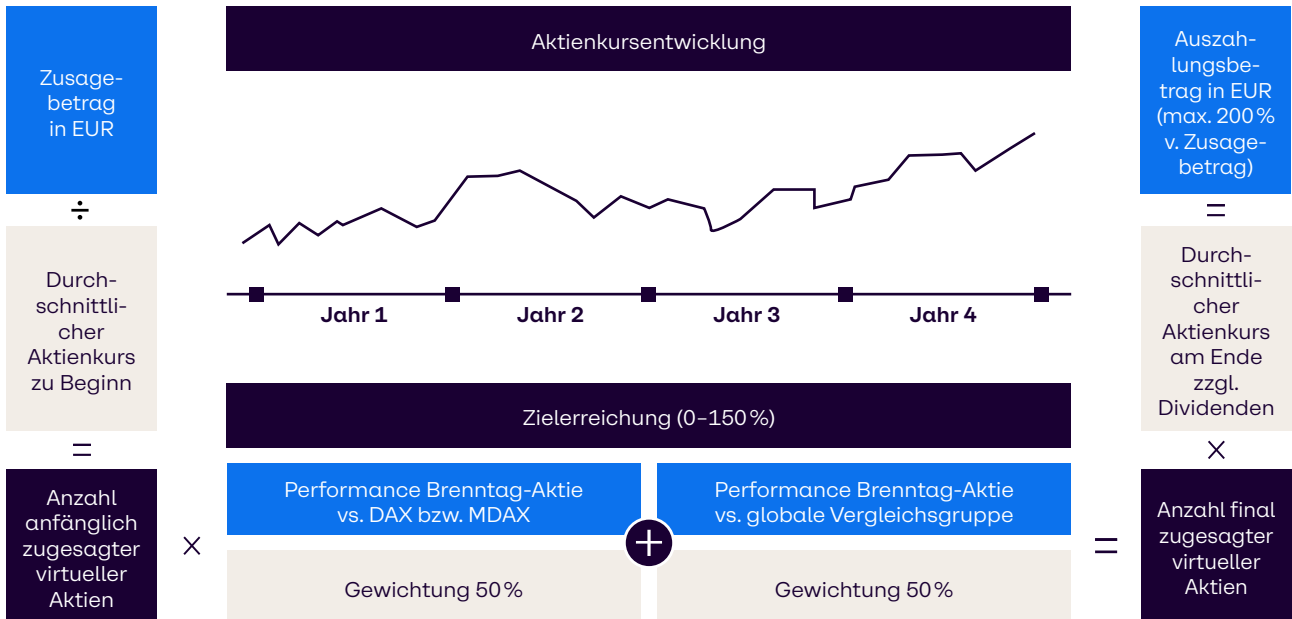 Zusage-
betrag
in EUR
÷
Durch-
schnittli-
cher
Aktienkurs
zu Beginn
=
Anzahl
anfänglich
zugesagter
virtueller
Aktien
×
Aktienkursentwicklung
Jahr 1 Jahr 2 Jahr 3 Jahr 4
Zielerreichung (0–150 %)
Performance Brenntag-Aktie
vs. DAX bzw. MDAX
Gewichtung 50 %
+
Performance Brenntag-Aktie
vs. globale Vergleichsgruppe
Gewichtung 50 %
=
Auszah-
lungsbe-
trag in EUR
(max. 200 %
v. Zusage-
betrag)
=
Durch-
schnittli-
cher
Aktienkurs
am Ende
zzgl.
Dividenden
×
Anzahl final
zugesagter
virtueller
Aktien